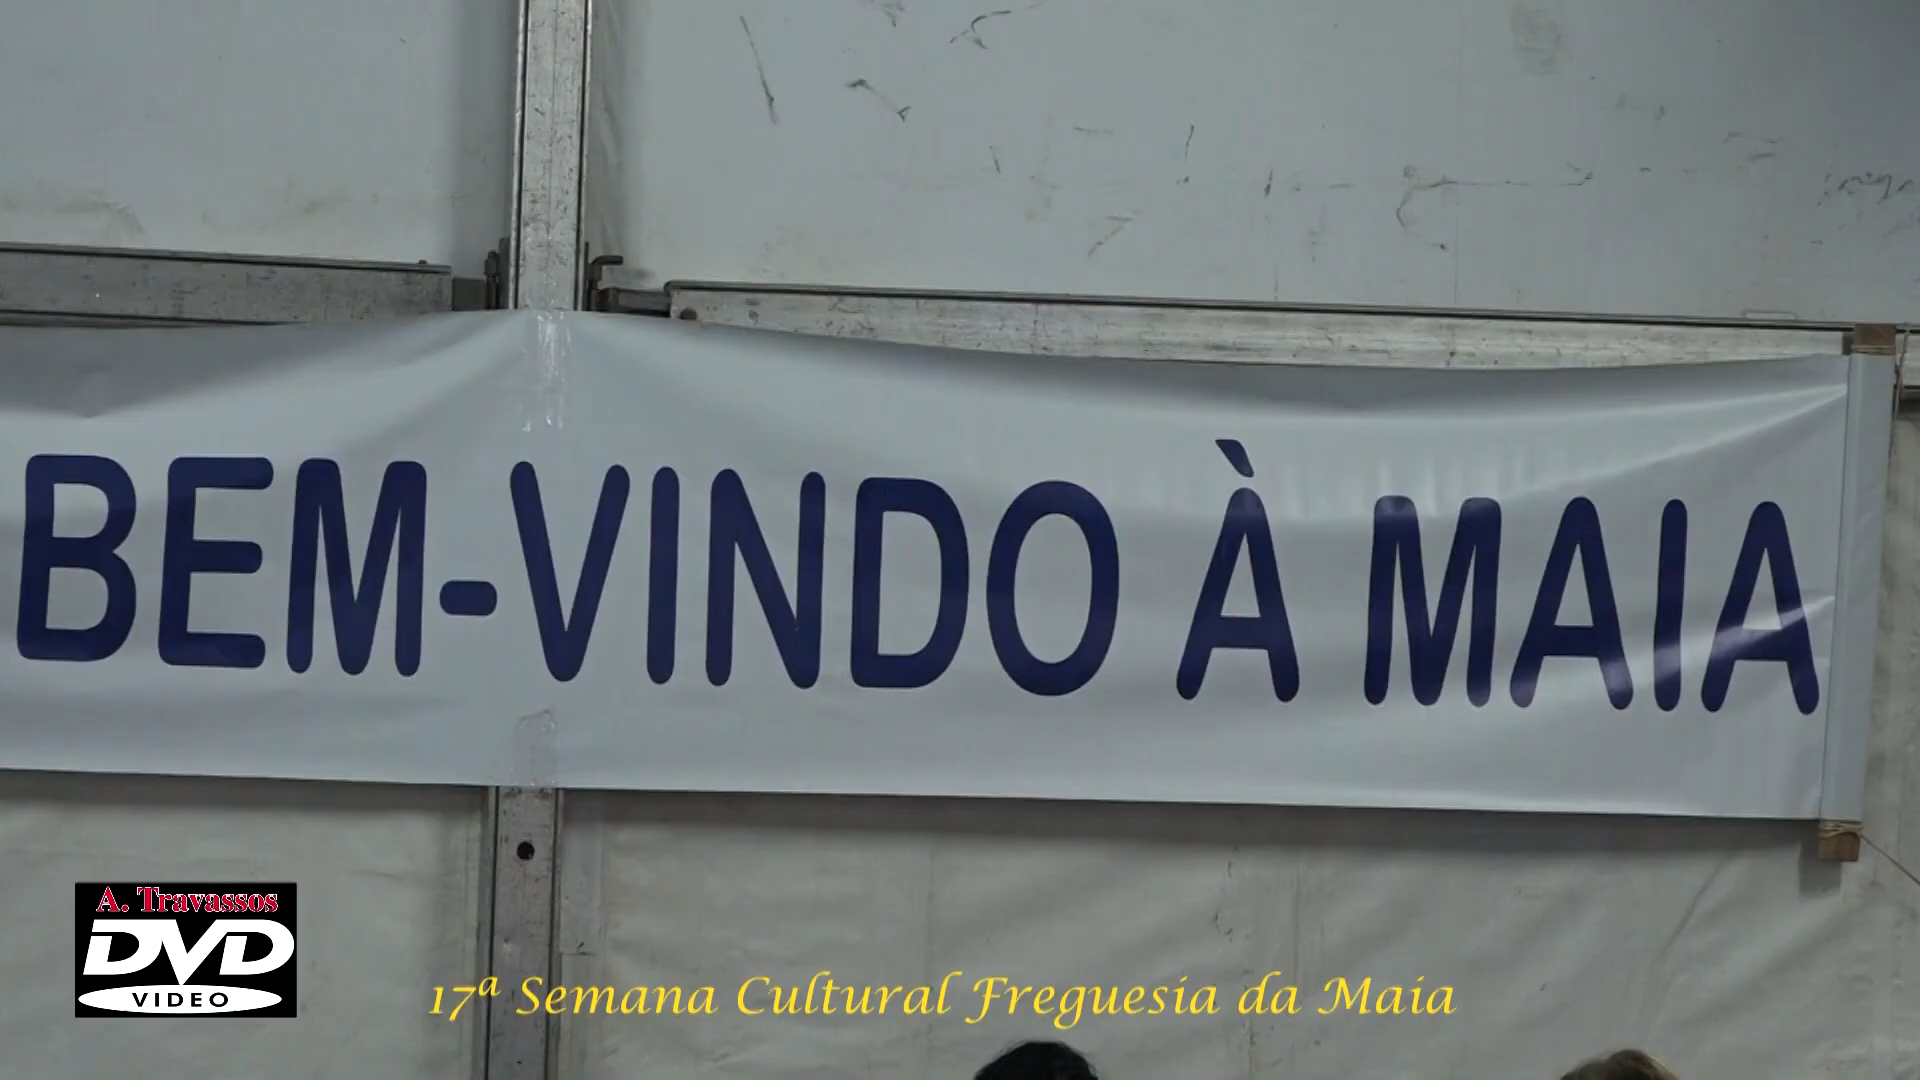 BEM-VINDO À MAIA
A. Travassos
DVD
VIDEO
17ª Semana Cultural Freguesia da Maia